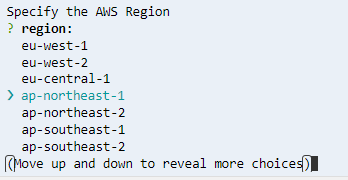 Specify the AWS Region
? region:
eu-west-1
eu-west-2
eu-central-1
❯ ap-northeast-1
ap-northeast-2
ap-southeast-1
ap-southeast-2
(Move up and down to reveal more choices)